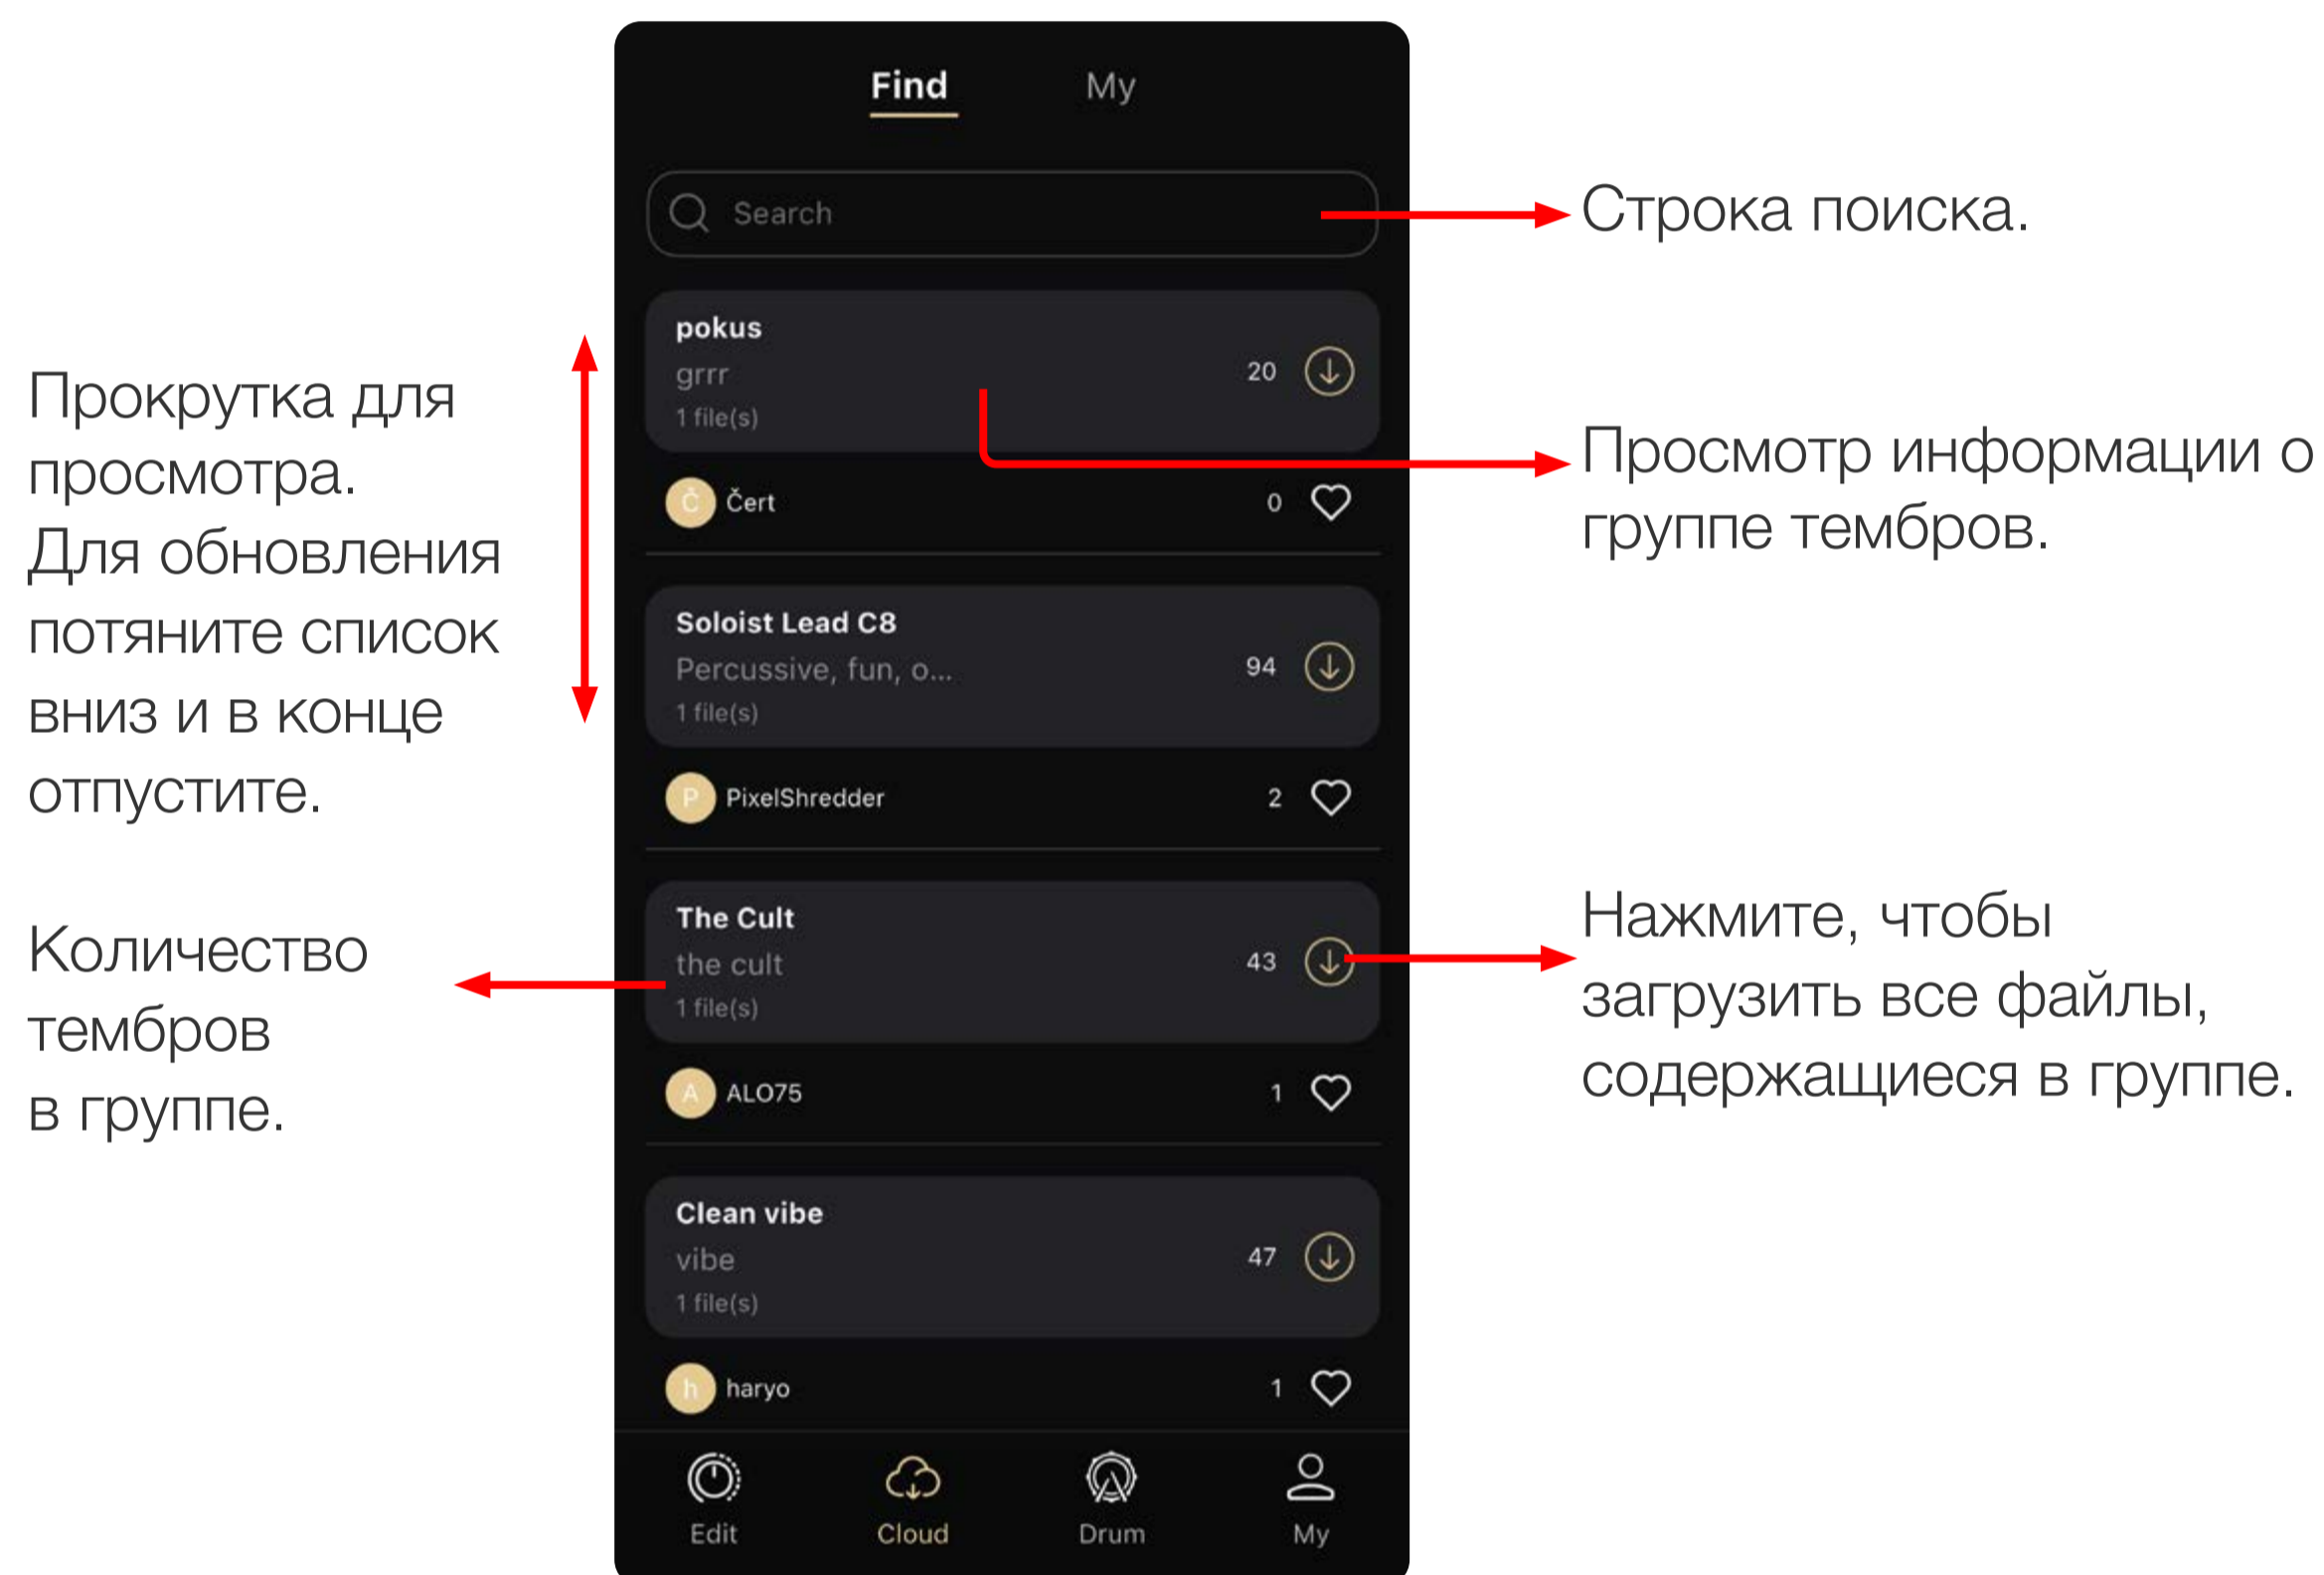 Find
My
Search
pokus
grrr
1 file(s)
20
Č
Čert
0
Soloist Lead C8
Percussive, fun, o...
1 file(s)
94
P
PixelShredder
2
The Cult
the cult
1 file(s)
43
A
ALO75
1
Clean vibe
vibe
1 file(s)
47
h
haryo
1
Edit
Cloud
Drum
My
Прокрутка для
просмотра.
Для обновления
потяните список
вниз и в конце
отпустите.
Количество
тембров
в группе.
Строка поиска.
Просмотр информации о
группе тембров.
Нажмите, чтобы
загрузить все файлы,
содержащиеся в группе.